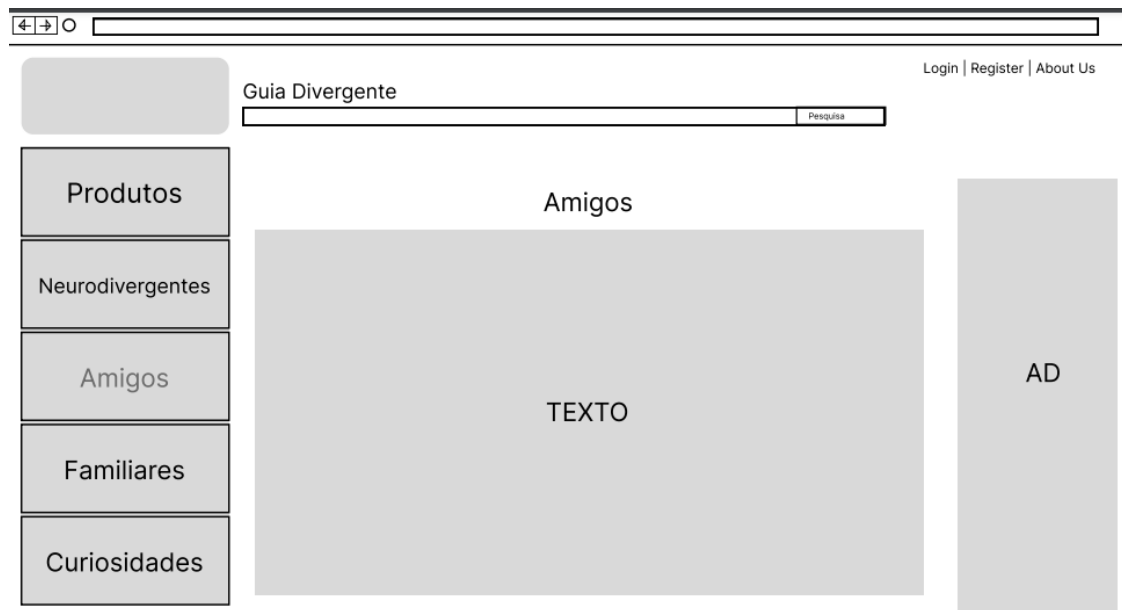 Login | Register | About Us
Guia Divergente
Pesquisa
Produtos
Neurodivergentes
Amigos
Familiares
Curiosidades
Amigos
TEXTO
AD